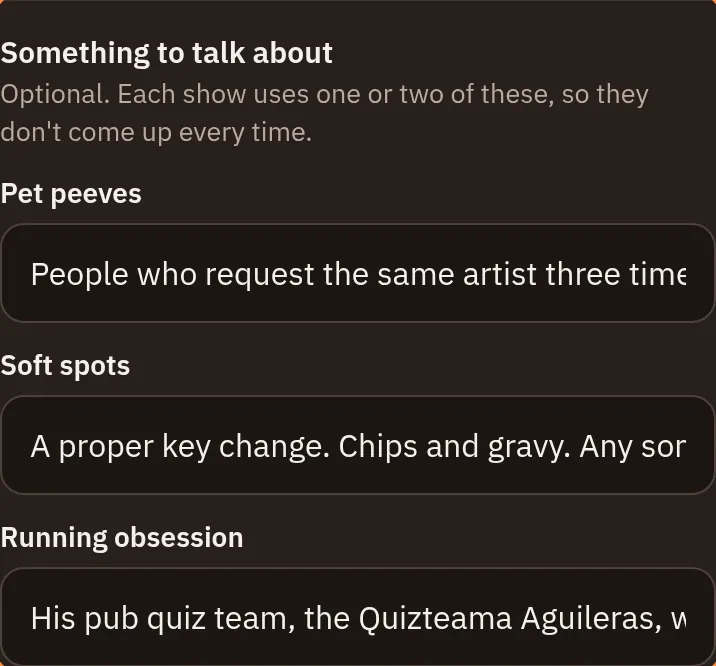 Something to talk about
Optional. Each show uses one or two of these, so they
don't come up every time.
Pet peeves
People who request the same artist three time
Soft spots
A proper key change. Chips and gravy. Any
Running obsession
His pub quiz team, the Quizteama Aguileras,